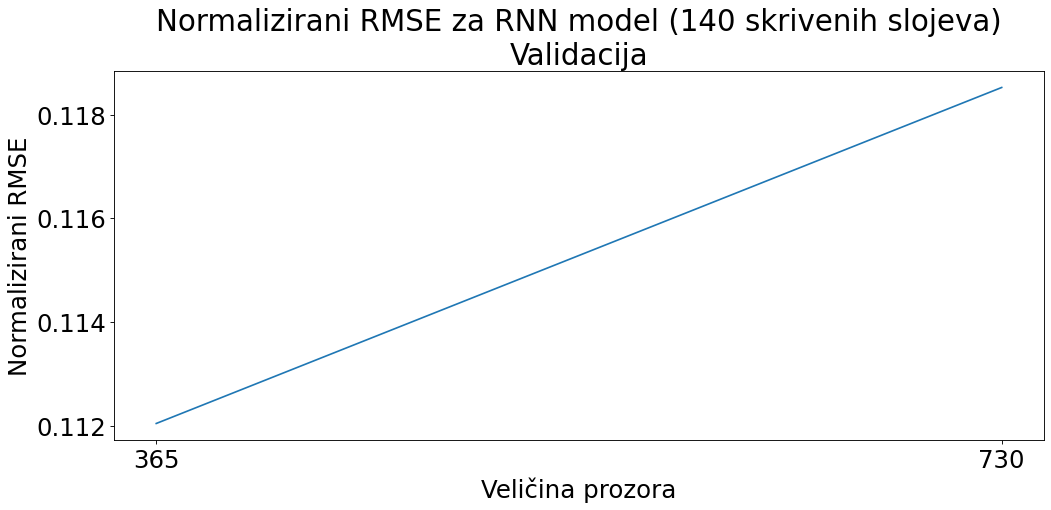 Normalizirani RMSE za RNN model (140 skrivenih slojeva)
Validacija
Normalizirani RMSE
0.118
0.116
0.114
0.112
365
730
Veličina prozora